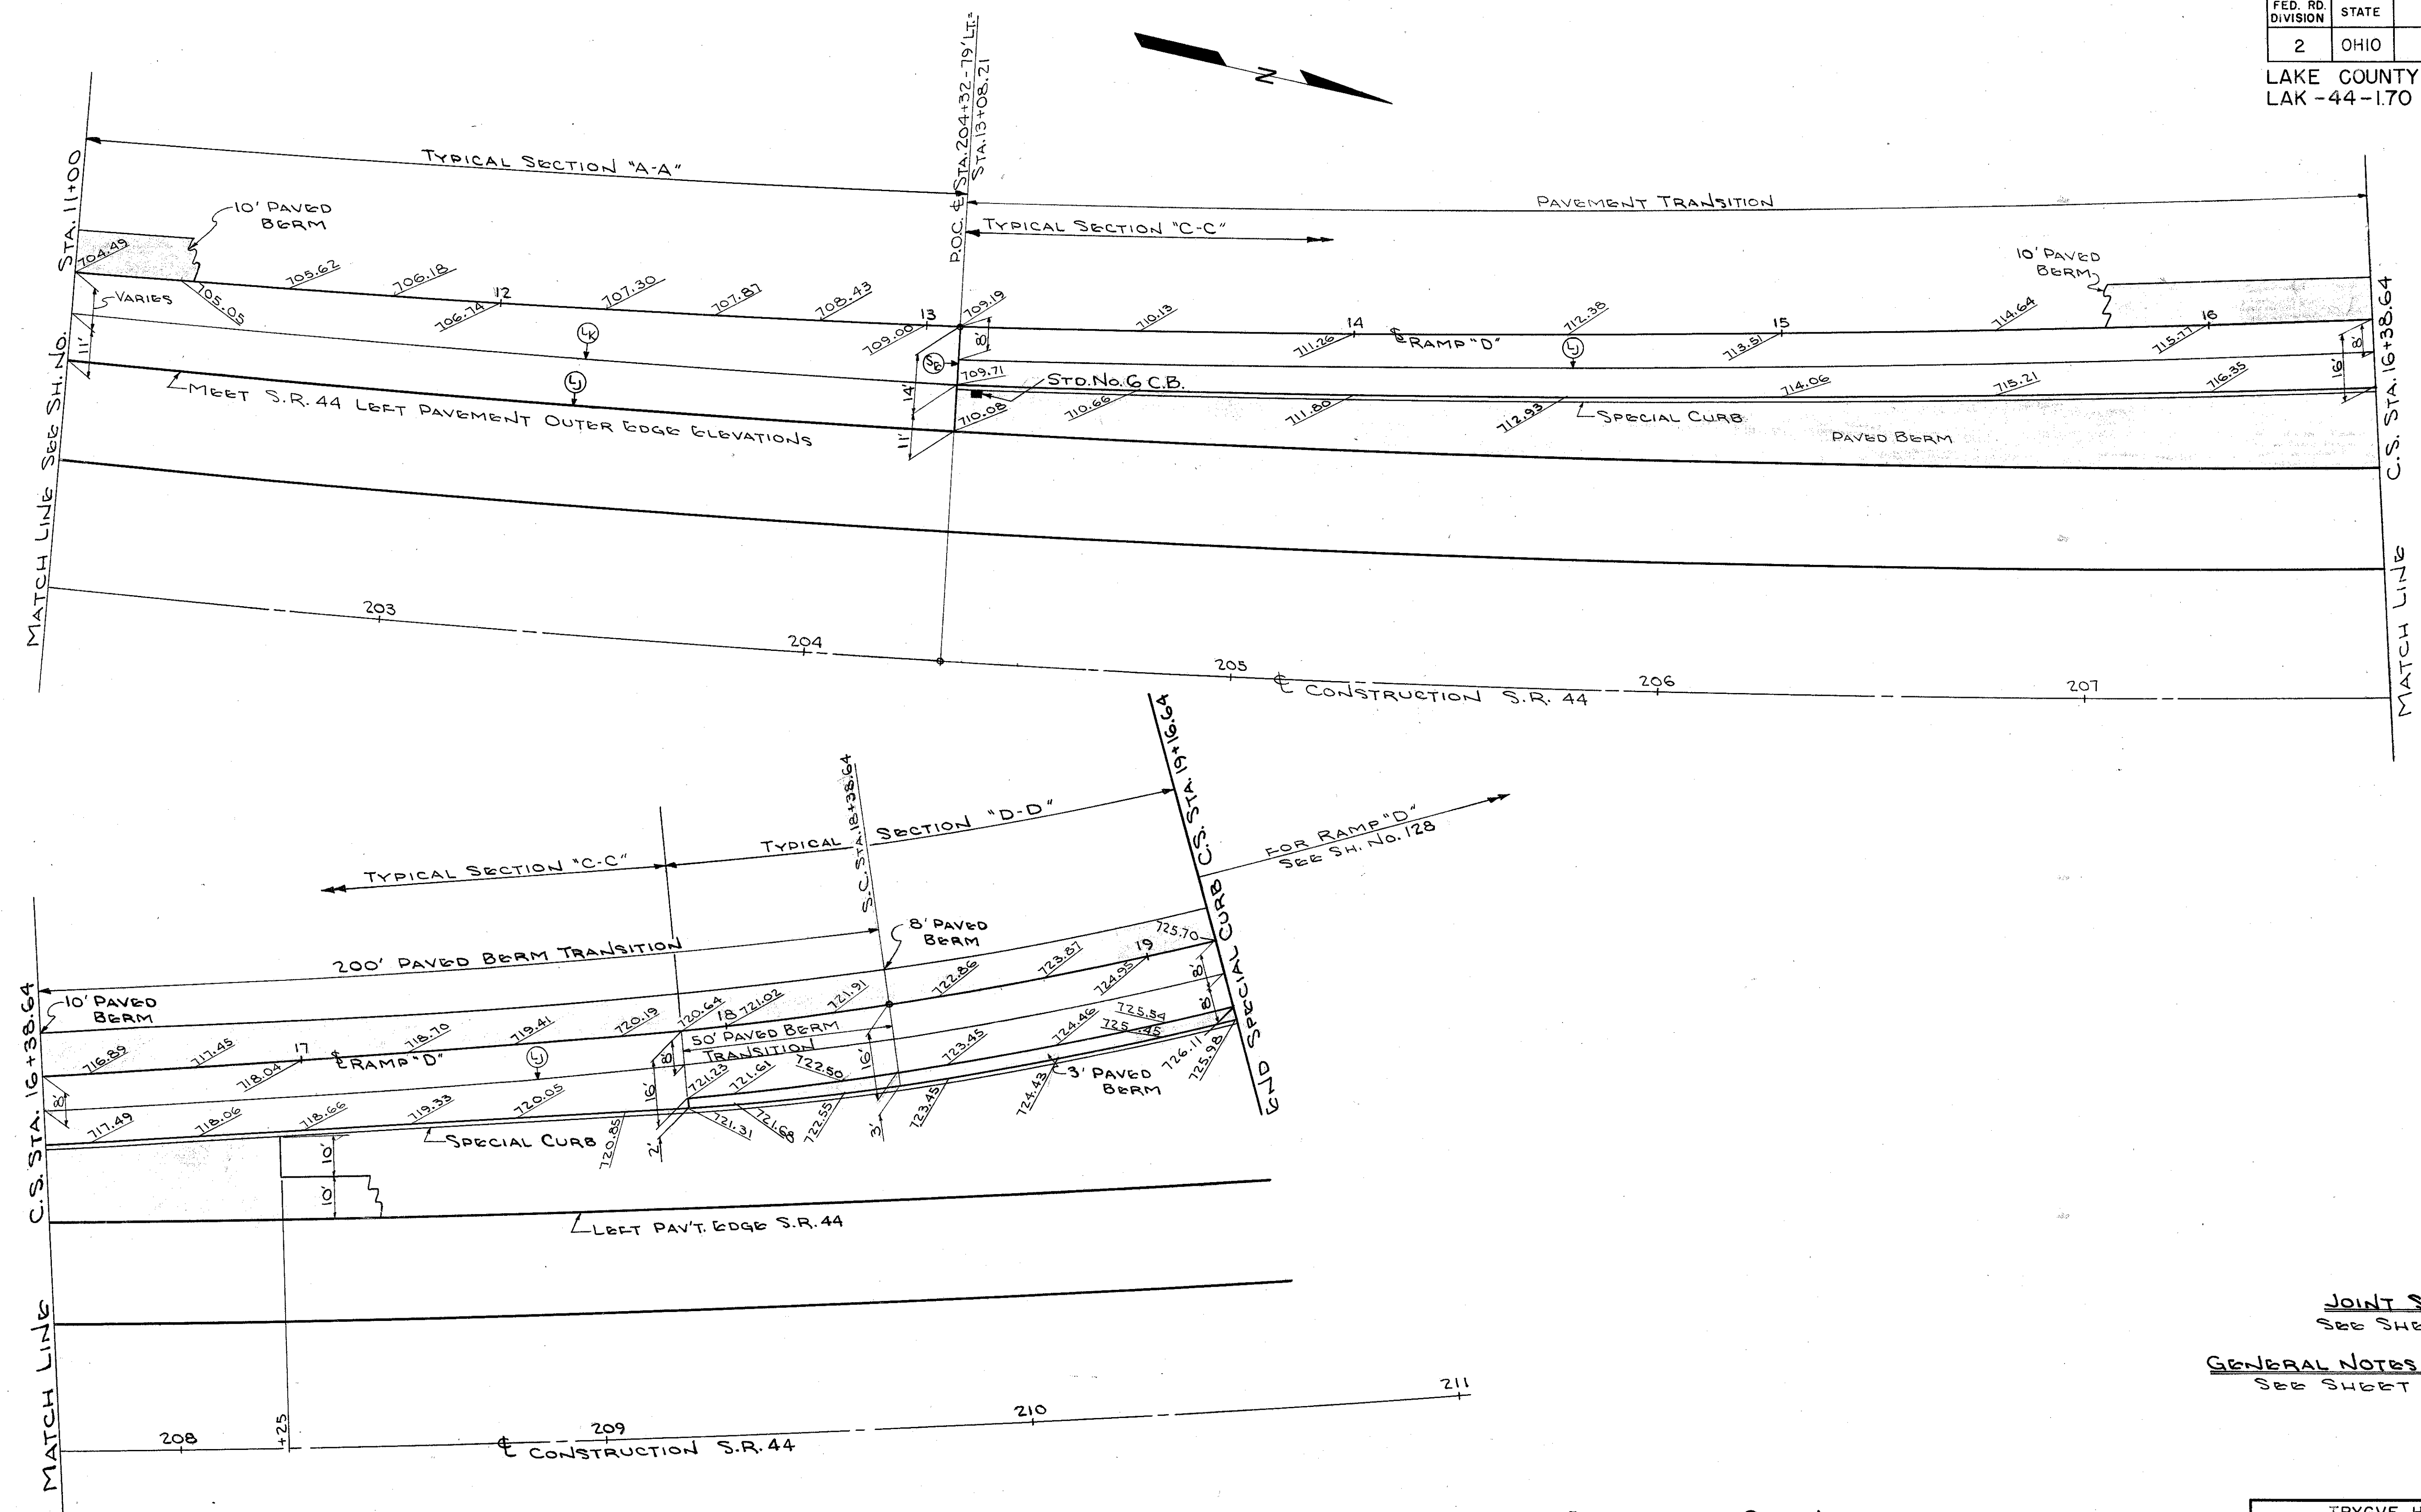 FED. RD. DIVISION STATE
2 OHIO
LAKE COUNTY
LAK-44-1.70
N
STA. 11+00
MATCH LINE SEE SH. NO.
TYPICAL SECTION "A-A"
P.O.C. ℄ STA. 204+32-79' LT.=
STA. 13+08.21
PAVEMENT TRANSITION
TYPICAL SECTION "C-C"
10' PAVED
BERM
10' PAVED
BERM
704.49
705.05
705.62
706.18
706.74
12
707.30
707.87
708.43
709.00
13
709.19
710.13
711.26
14
℄ RAMP "D"
712.38
713.51
15
714.64
715.77
16
VARIES
11'
LK
LJ
SR
LJ
8'
14'
11'
709.71
STD. NO. 6 C.B.
710.08
710.66
711.80
712.93
714.06
715.21
716.35
8'
16'
SPECIAL CURB
PAVED BERM
MEET S.R. 44 LEFT PAVEMENT OUTER EDGE ELEVATIONS
C.S. STA. 16+38.64
MATCH LINE
203
204
205
206
207
℄ CONSTRUCTION S.R. 44
C.S. STA. 16+38.64
MATCH LINE
TYPICAL SECTION "C-C"
TYPICAL SECTION "D-D"
S.C. STA. 18+38.64
C.S. STA. 19+16.64
END SPECIAL CURB
FOR RAMP "D"
SEE SH. NO. 128
200' PAVED BERM TRANSITION
10' PAVED
BERM
8' PAVED
BERM
716.89
717.45
718.04
17
℄ RAMP "D"
718.70
719.41
720.19
720.64
18
721.02
721.91
722.86
723.87
724.95
19
725.70
50' PAVED BERM
TRANSITION
LJ
8'
16'
8'
16'
8'
8'
717.49
718.06
718.66
719.33
720.05
720.85
721.23
721.61
722.50
723.45
724.46
725.54
725.45
726.11
725.98
721.31
721.68
722.55
723.45
724.43
2'
3'
3' PAVED
BERM
SPECIAL CURB
10'
10'
LEFT PAV'T. EDGE S.R. 44
+25
208
209
210
211
℄ CONSTRUCTION S.R. 44
JOINT S
SEE SHE
GENERAL NOTES
SEE SHEET